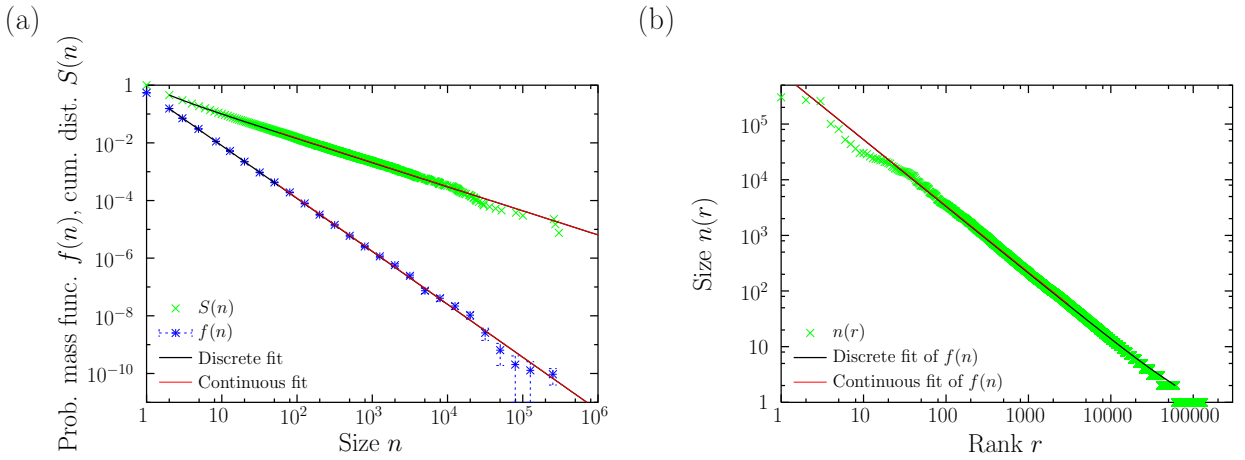 (a)
Prob. mass func. f(n), cum. dist. S(n)
1
10^-2
10^-4
10^-6
10^-8
10^-10
S(n)
f(n)
Discrete fit
Continuous fit
1 10 10^2 10^3 10^4 10^5 10^6
Size n
(b)
Size n(r)
10^5
10^4
10^3
10^2
10
1
n(r)
Discrete fit of f(n)
Continuous fit of f(n)
1 10 100 1000 10000 100000
Rank r